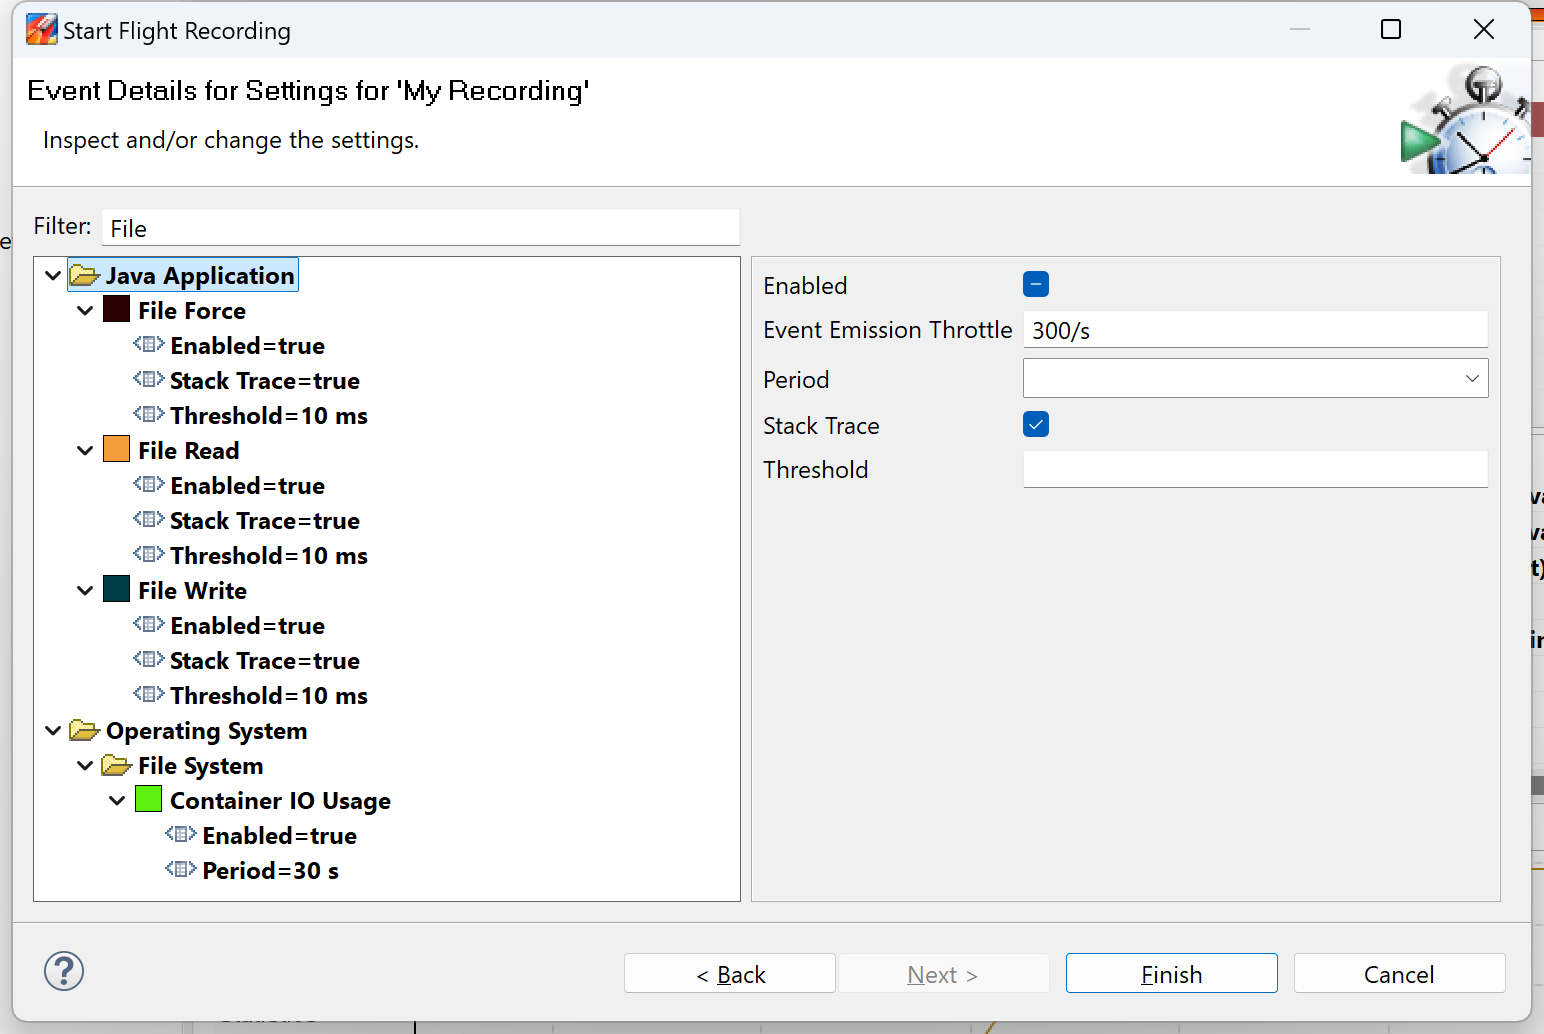 Start Flight Recording
Event Details for Settings for 'My Recording'
Inspect and/or change the settings.
Filter: File
Java Application
File Force
Enabled=true
Stack Trace=true
Threshold=10 ms
File Read
Enabled=true
Stack Trace=true
Threshold=10 ms
File Write
Enabled=true
Stack Trace=true
Threshold=10 ms
Operating System
File System
Container IO Usage
Enabled=true
Period=30 s
Enabled
Event Emission Throttle 300/s
Period
Stack Trace
Threshold
?
< Back
Next >
Finish
Cancel